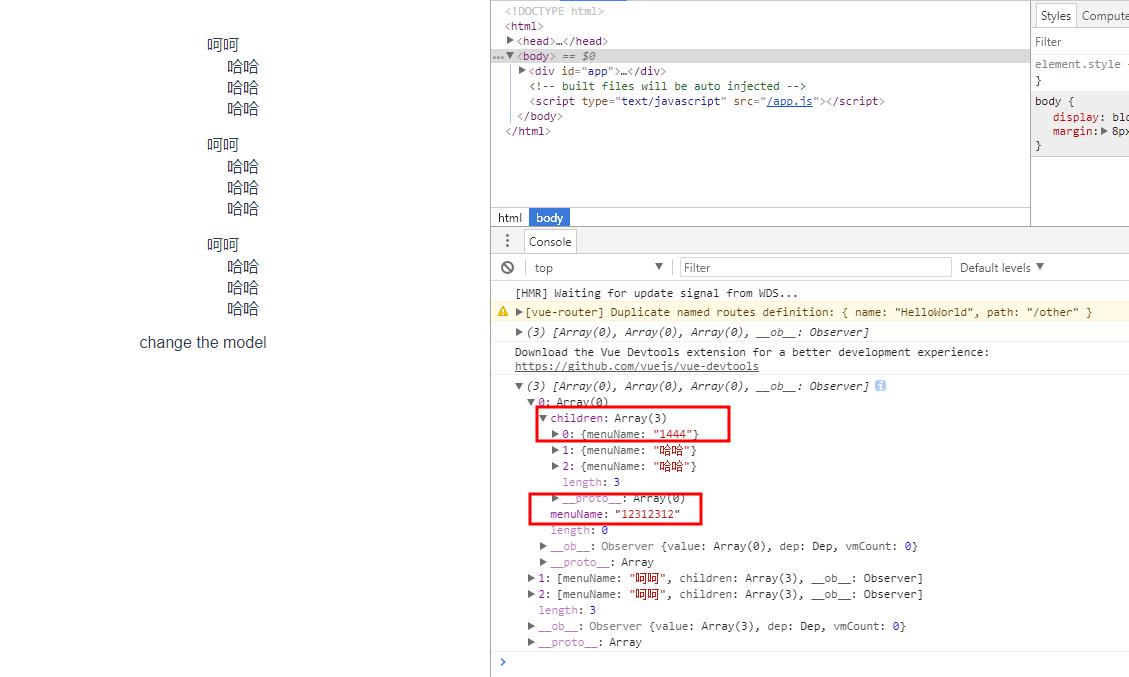 呵呵
哈哈
哈哈
哈哈
呵呵
哈哈
哈哈
哈哈
呵呵
哈哈
哈哈
哈哈
change the model
<!DOCTYPE html>
<html>
▶<head>…</head>
…▼<body> == $0
▶<div id="app">…</div>
<!-- built files will be auto injected -->
<script type="text/javascript" src="/app.js"></script>
</body>
</html>
html body
Styles Compute
Filter
element.style
}
body {
display: blo
margin:▶8px
}
Console
top ▼ Filter Default levels ▼
[HMR] Waiting for update signal from WDS...
▶[vue-router] Duplicate named routes definition: { name: "HelloWorld", path: "/other" }
▶(3) [Array(0), Array(0), Array(0), __ob__: Observer]
Download the Vue Devtools extension for a better development experience:
https://github.com/vuejs/vue-devtools
▼(3) [Array(0), Array(0), Array(0), __ob__: Observer] i
▼0: Array(0)
▼children: Array(3)
▶0: {menuName: "1444"}
▶1: {menuName: "哈哈"}
▶2: {menuName: "哈哈"}
length: 3
▶__proto__: Array(0)
menuName: "12312312"
length: 0
▶__ob__: Observer {value: Array(0), dep: Dep, vmCount: 0}
▶__proto__: Array
▶1: [menuName: "呵呵", children: Array(3), __ob__: Observer]
▶2: [menuName: "呵呵", children: Array(3), __ob__: Observer]
length: 3
▶__ob__: Observer {value: Array(3), dep: Dep, vmCount: 0}
▶__proto__: Array